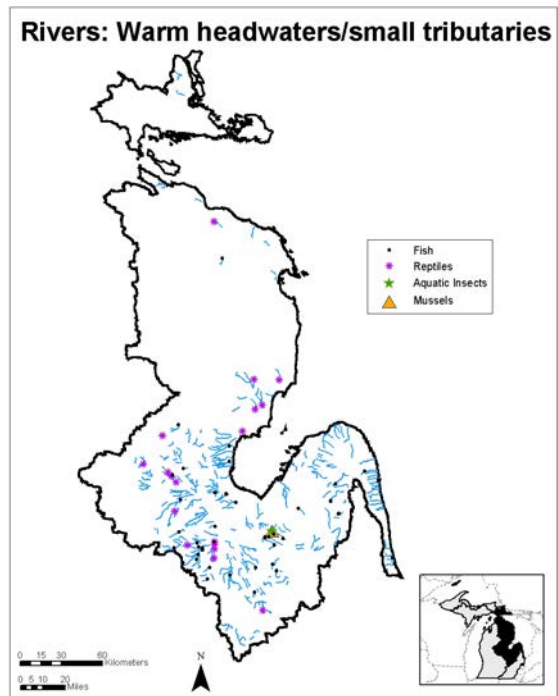 Rivers: Warm headwaters/small tributaries
Fish
Reptiles
Aquatic Insects
Mussels
0 15 30 60
Kilometers
N
0 5 10 20
Miles